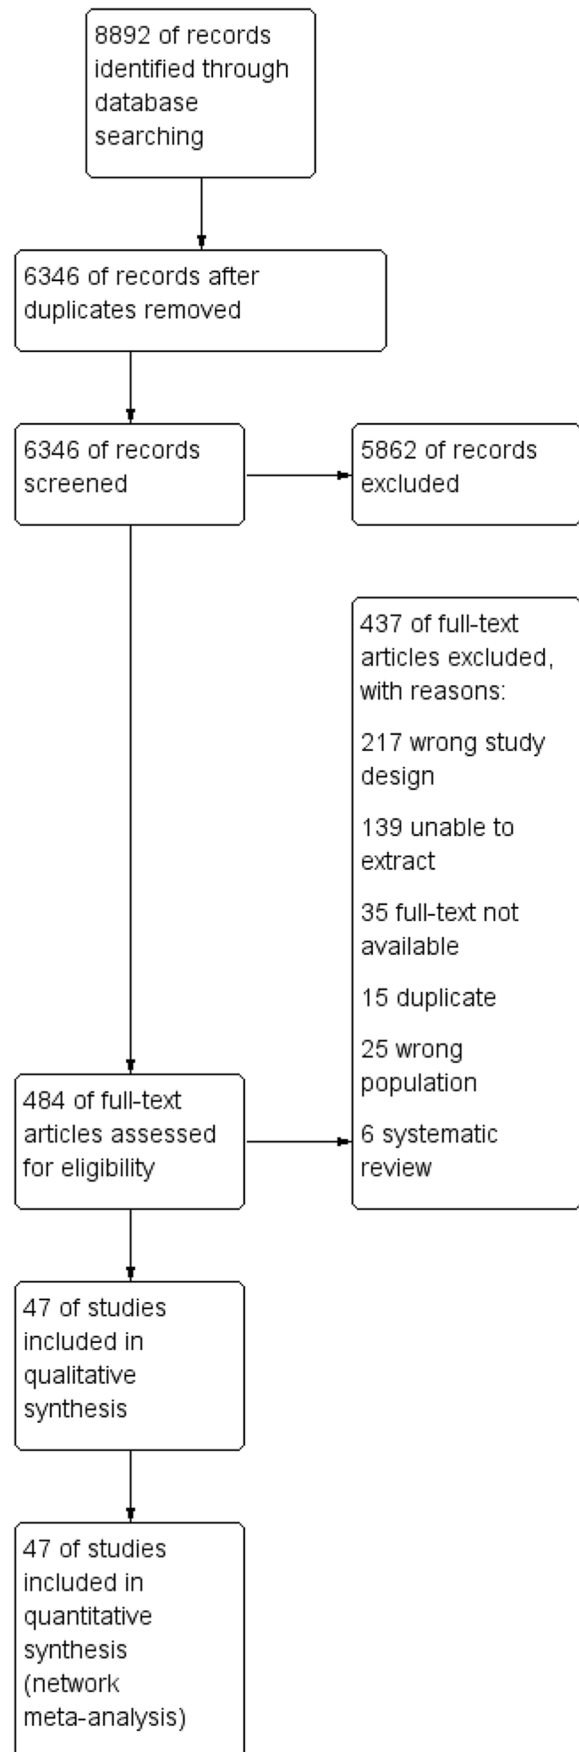 8892 of records
identified through
database
searching
6346 of records after
duplicates removed
6346 of records
screened
5862 of records
excluded
437 of full-text
articles excluded,
with reasons:
217 wrong study
design
139 unable to
extract
35 full-text not
available
15 duplicate
25 wrong
population
6 systematic
review
484 of full-text
articles assessed
for eligibility
47 of studies
included in
qualitative
synthesis
47 of studies
included in
quantitative
synthesis
(network
meta-analysis)